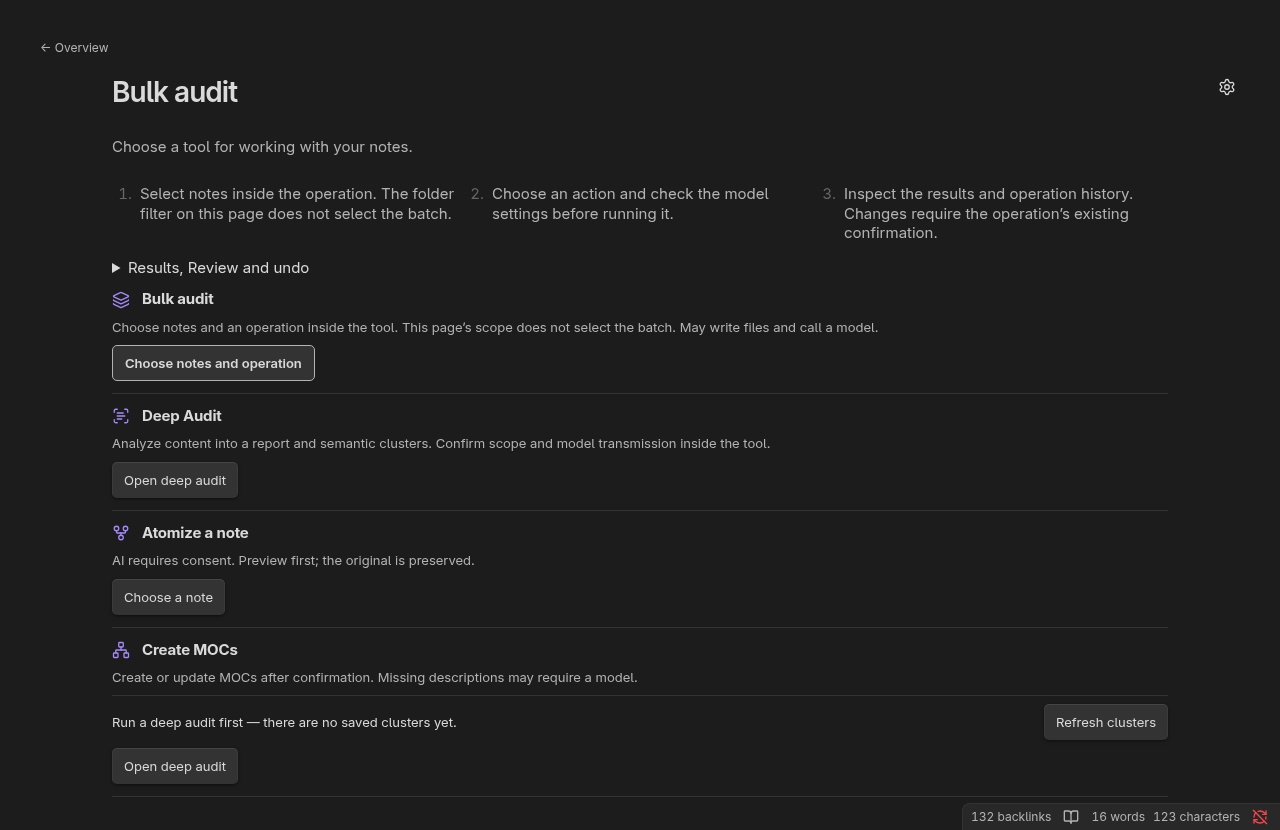 ← Overview
Bulk audit
Choose a tool for working with your notes.
1. Select notes inside the operation. The folder
filter on this page does not select the batch.
2. Choose an action and check the model
settings before running it.
3. Inspect the results and operation history.
Changes require the operation’s existing
confirmation.
Results, Review and undo
Bulk audit
Choose notes and an operation inside the tool. This page’s scope does not select the batch. May write files and call a model.
Choose notes and operation
Deep Audit
Analyze content into a report and semantic clusters. Confirm scope and model transmission inside the tool.
Open deep audit
Atomize a note
AI requires consent. Preview first; the original is preserved.
Choose a note
Create MOCs
Create or update MOCs after confirmation. Missing descriptions may require a model.
Run a deep audit first — there are no saved clusters yet.
Refresh clusters
Open deep audit
132 backlinks 16 words 123 characters